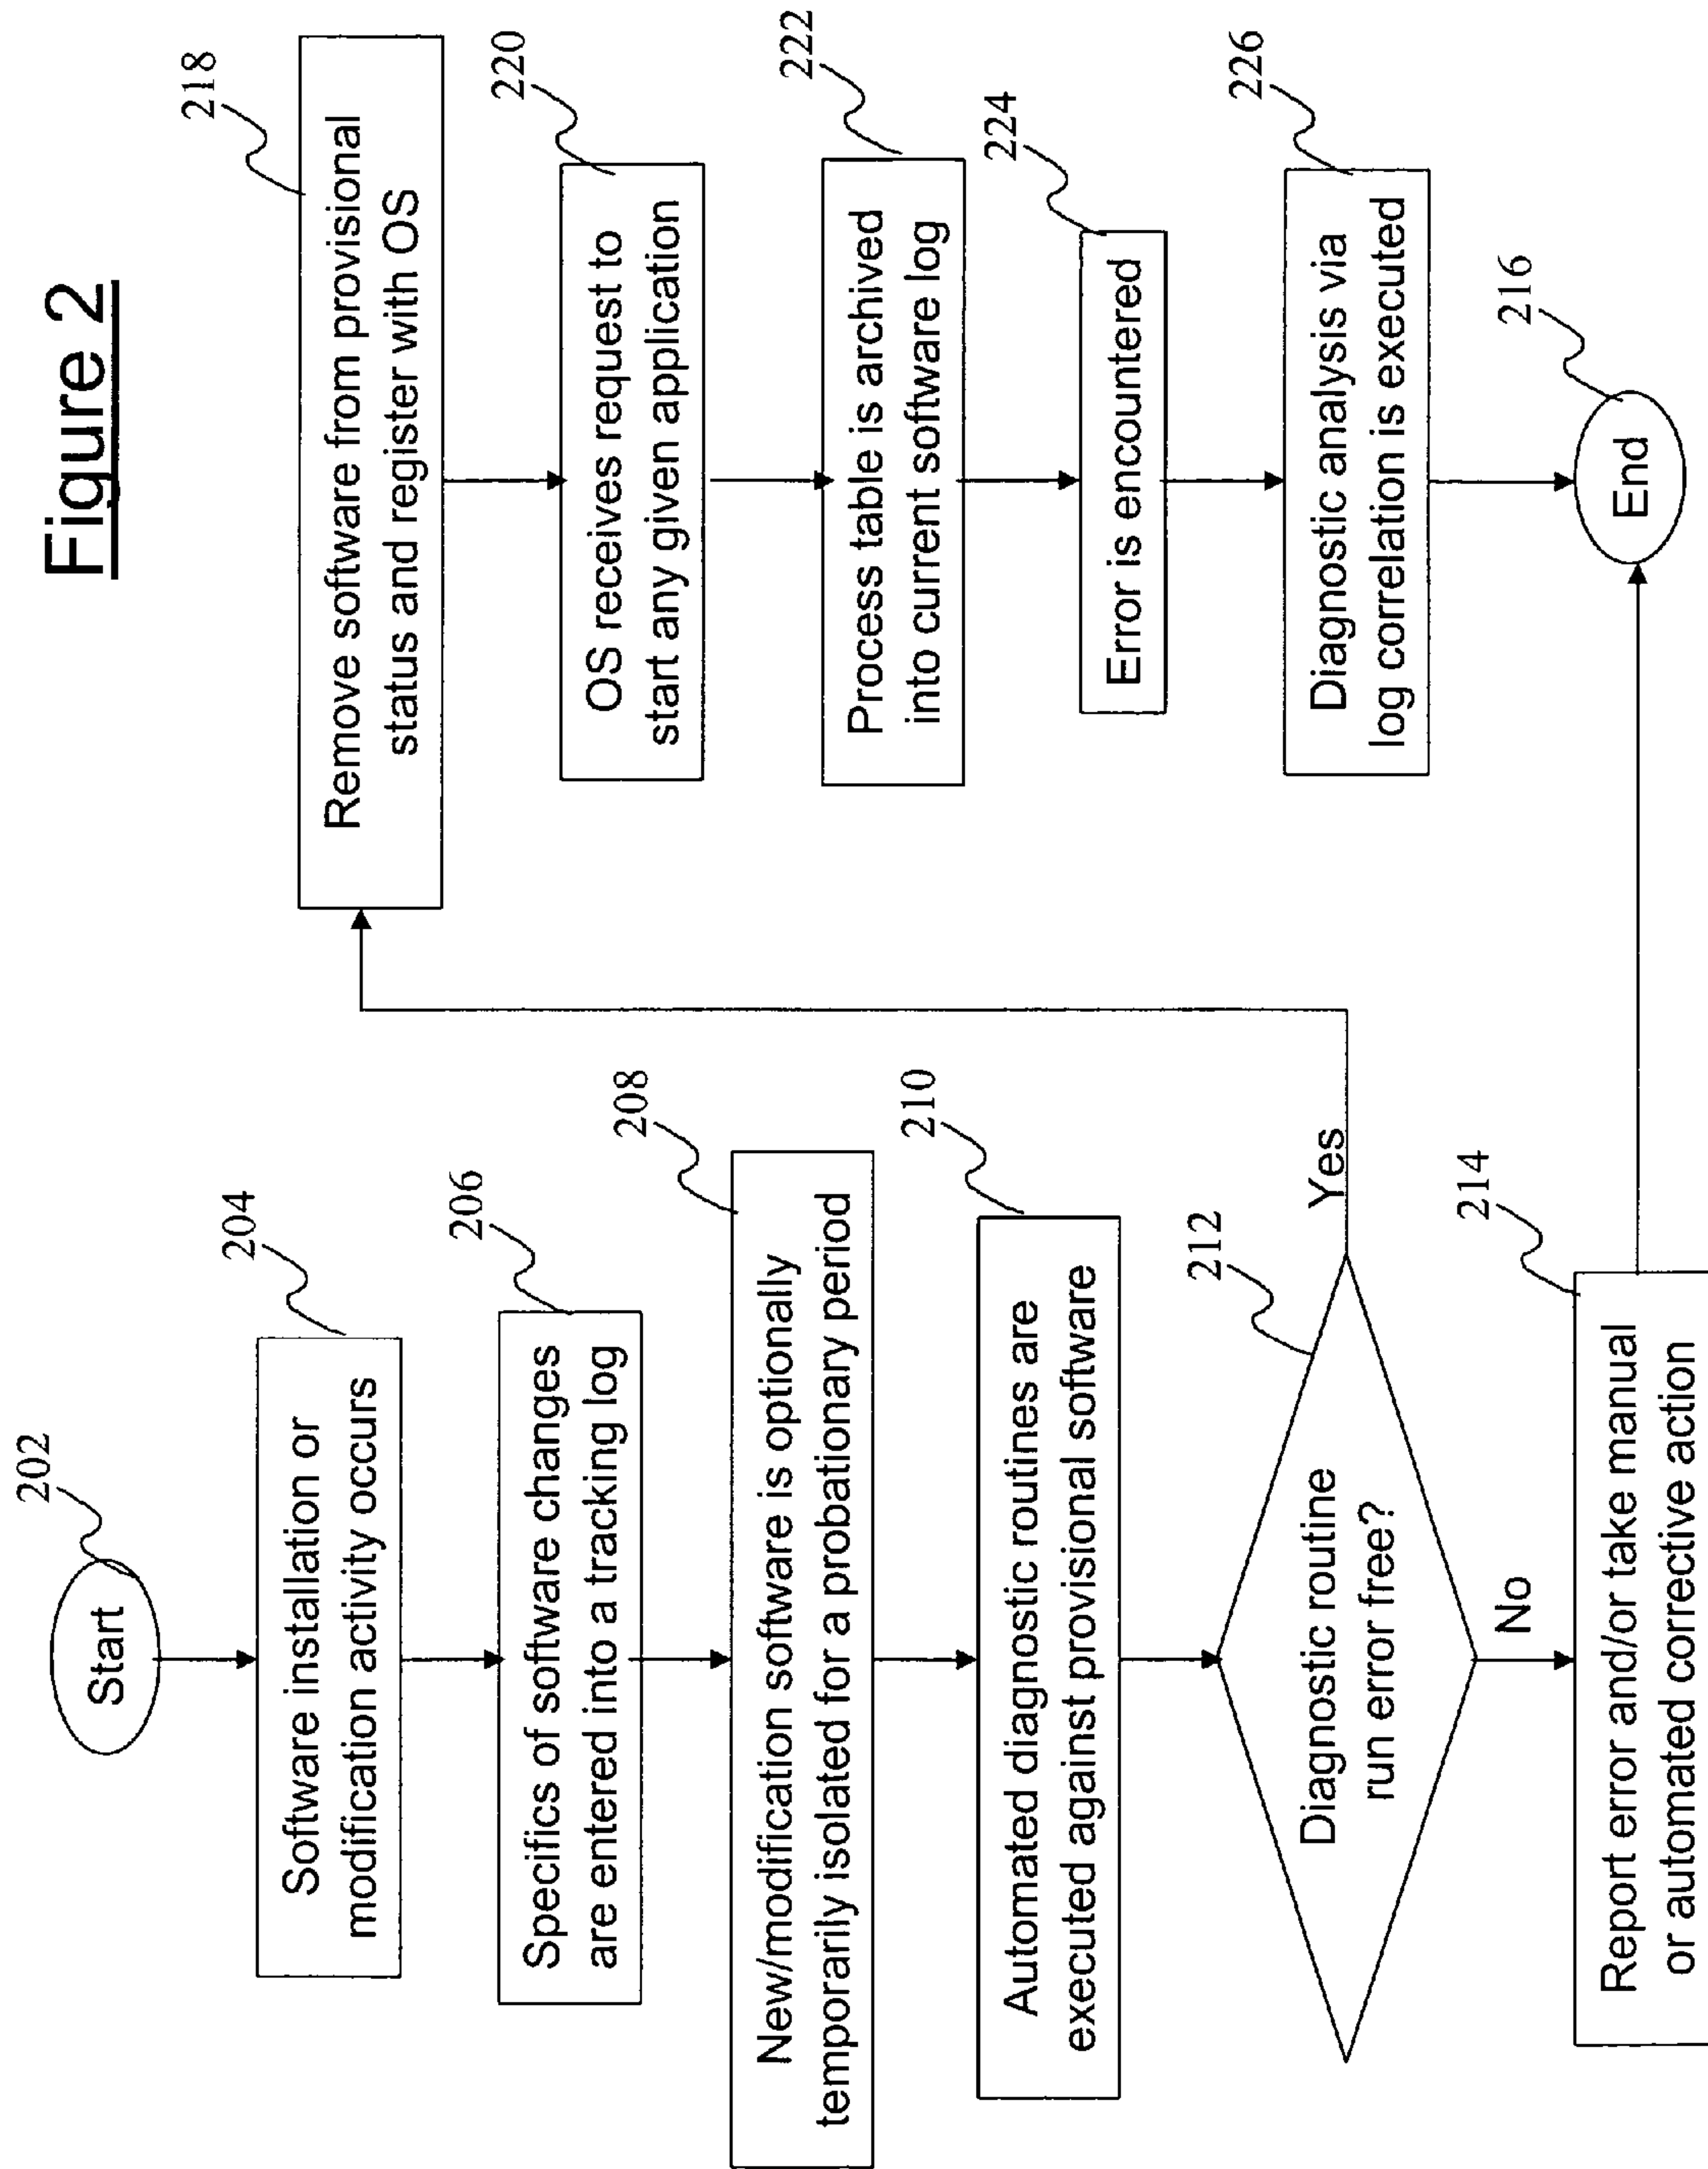 Figure 2
202
Start
204
Software installation or
modification activity occurs
206
Specifics of software changes
are entered into a tracking log
208
New/modification software is optionally
temporarily isolated for a probationary period
210
Automated diagnostic routines are
executed against provisional software
212
Diagnostic routine
run error free?
Yes
No
214
Report error and/or take manual
or automated corrective action
218
Remove software from provisional
status and register with OS
220
OS receives request to
start any given application
222
Process table is archived
into current software log
224
Error is encountered
226
Diagnostic analysis via
log correlation is executed
216
End